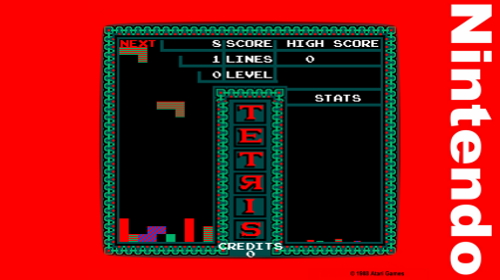 NEXT 8 SCORE HIGH SCORE
1 LINES 0
0 LEVEL
STATS
TETRIS
CREDITS
0
© 1988 Atari Games
Nintendo